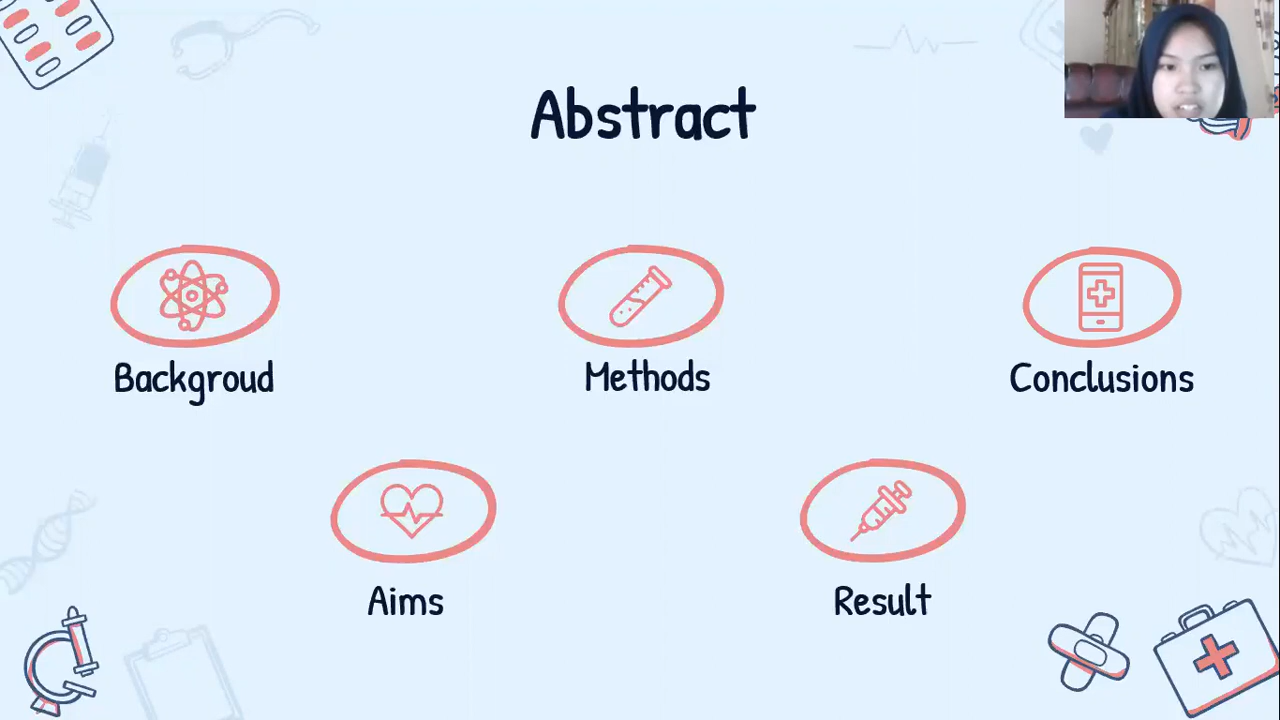 Abstract
Backgroud
Methods
Conclusions
Aims
Result